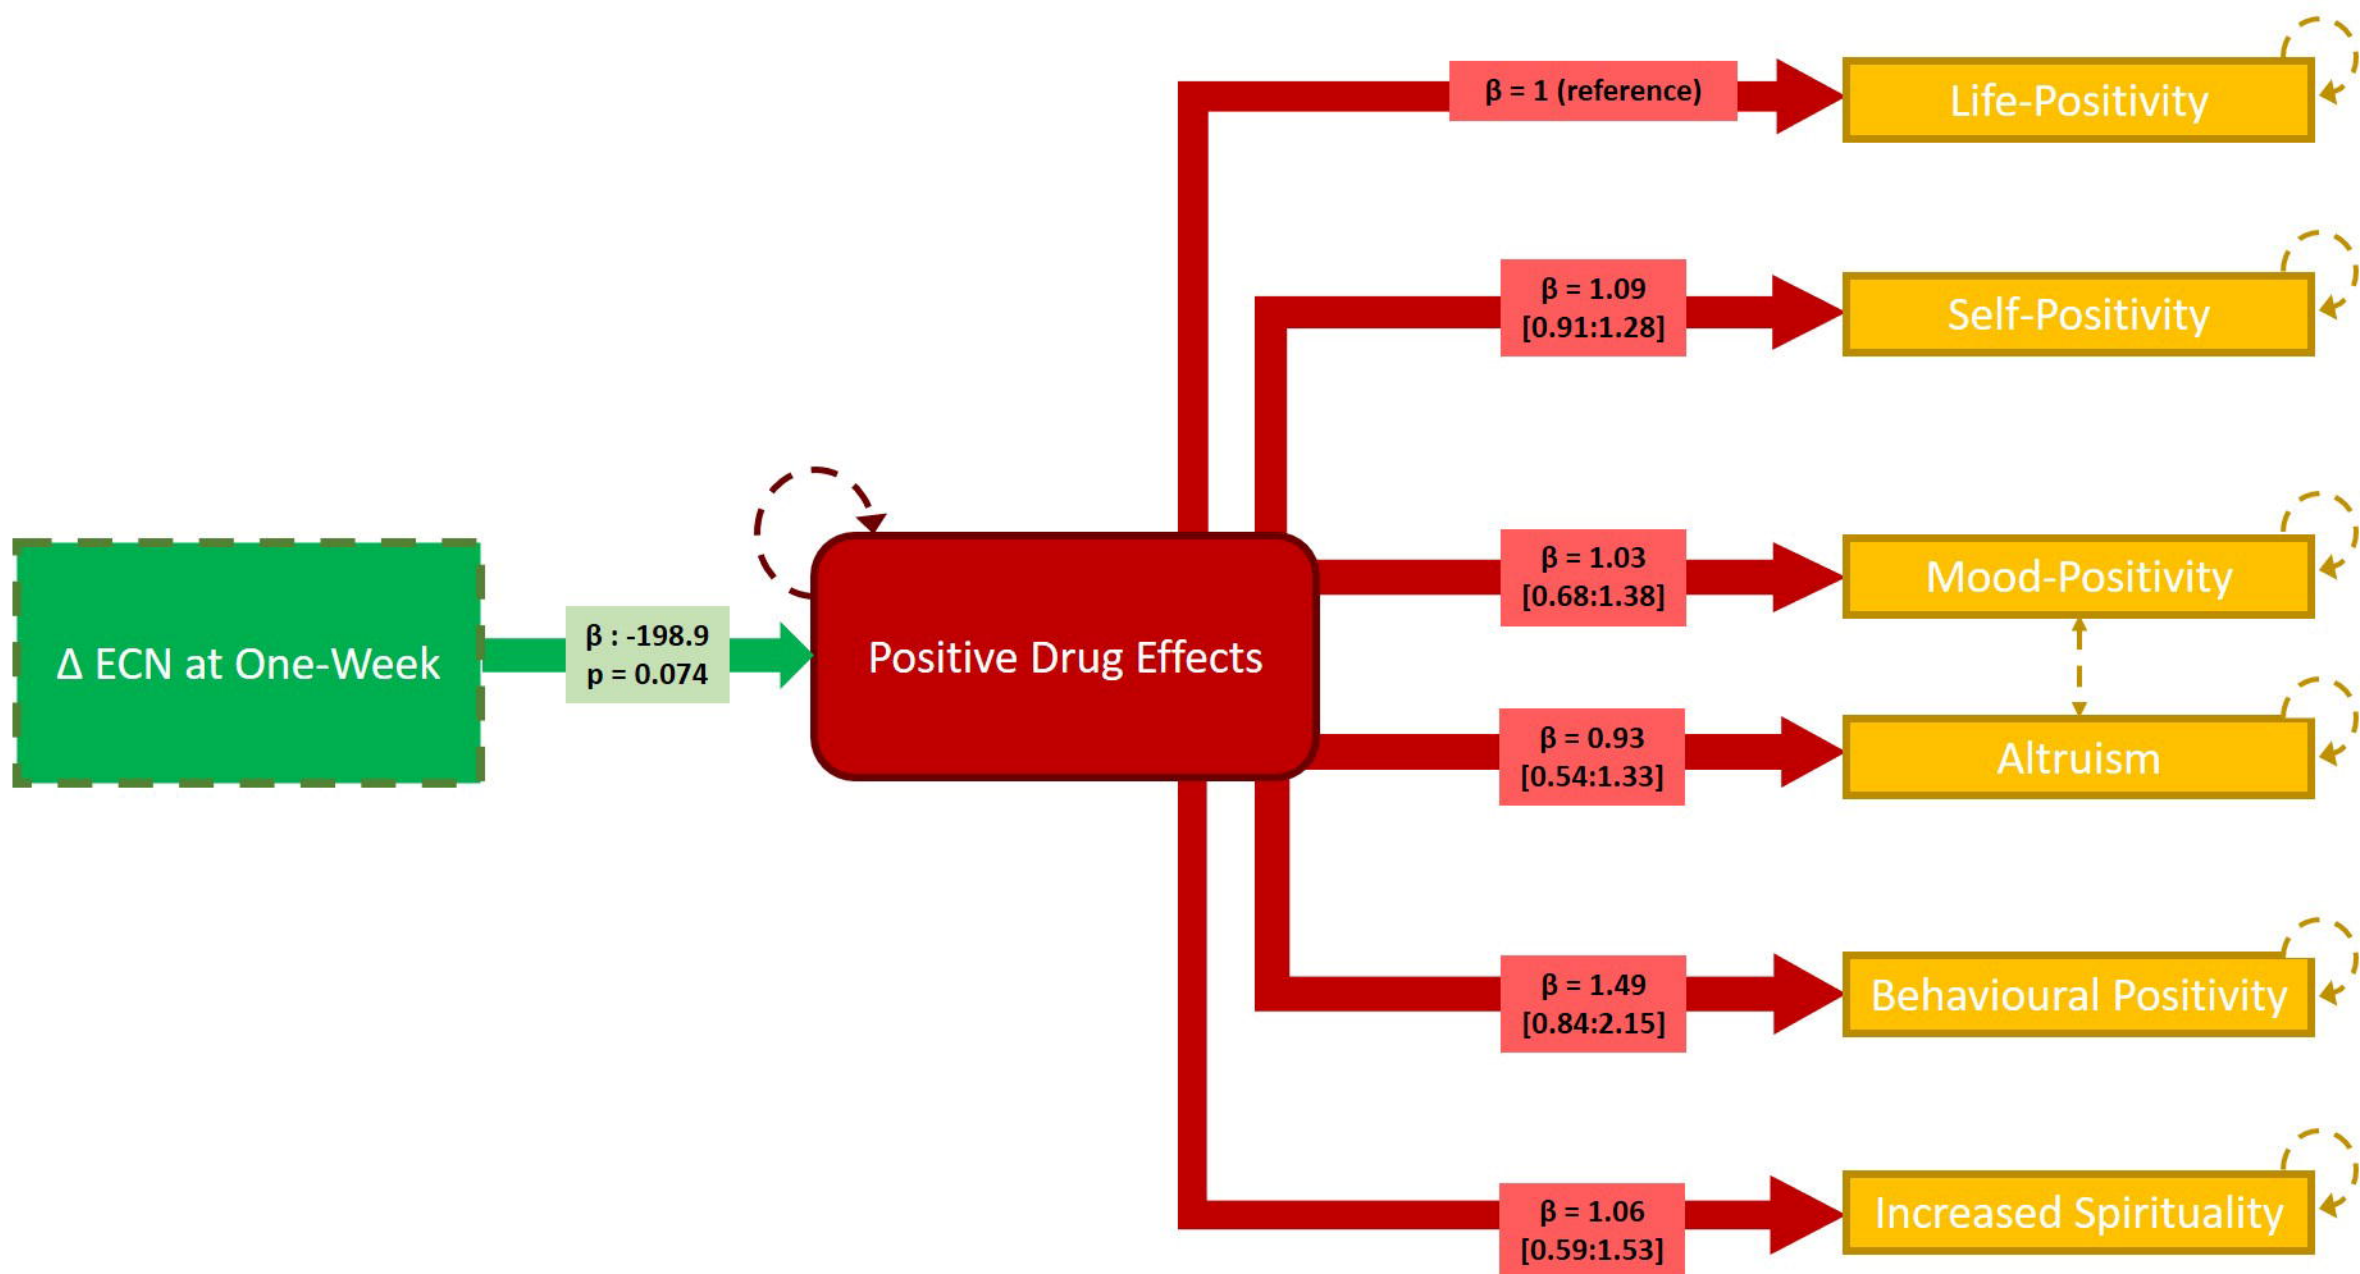 β = 1 (reference)
Life-Positivity
β = 1.09
[0.91:1.28]
Self-Positivity
β = 1.03
[0.68:1.38]
Mood-Positivity
Δ ECN at One-Week
β : -198.9
p = 0.074
Positive Drug Effects
β = 0.93
[0.54:1.33]
Altruism
β = 1.49
[0.84:2.15]
Behavioural Positivity
β = 1.06
[0.59:1.53]
Increased Spirituality